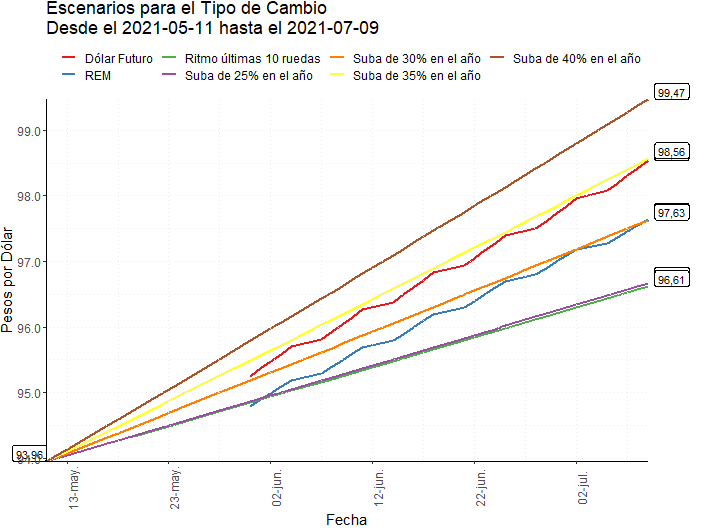 Escenarios para el Tipo de Cambio
Desde el 2021-05-11 hasta el 2021-07-09
Dólar Futuro
Ritmo últimas 10 ruedas
Suba de 30% en el año
Suba de 40% en el año
REM
Suba de 25% en el año
Suba de 35% en el año
99,47
99.0
98,56
98.0
97,63
97.0
96,61
96.0
95.0
93,96
94.0
Pesos por Dólar
13-may.
23-may.
02-jun.
12-jun.
22-jun.
02-jul.
Fecha